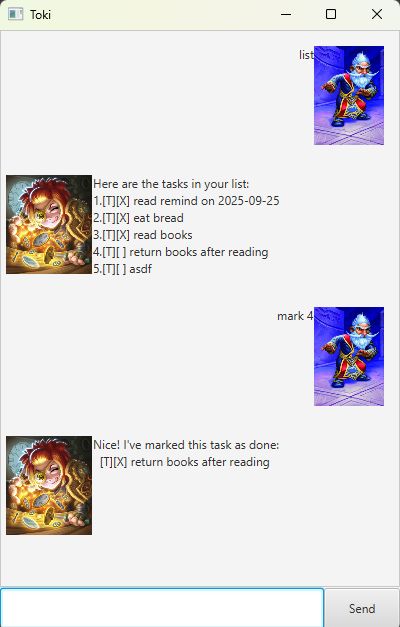 Toki
list
Here are the tasks in your list:
1.[T][X] read remind on 2025-09-25
2.[T][X] eat bread
3.[T][X] read books
4.[T][ ] return books after reading
5.[T][ ] asdf
mark 4
Nice! I've marked this task as done:
[T][X] return books after reading
Send